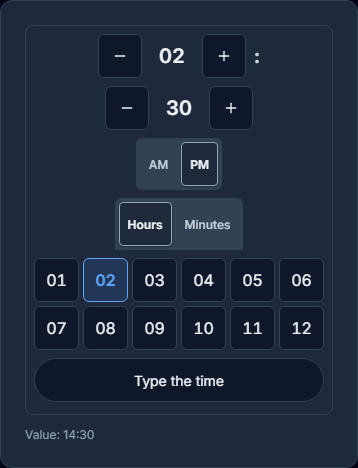 − 02 + :
− 30 +
AM PM
Hours Minutes
01 02 03 04 05 06
07 08 09 10 11 12
Type the time
Value: 14:30